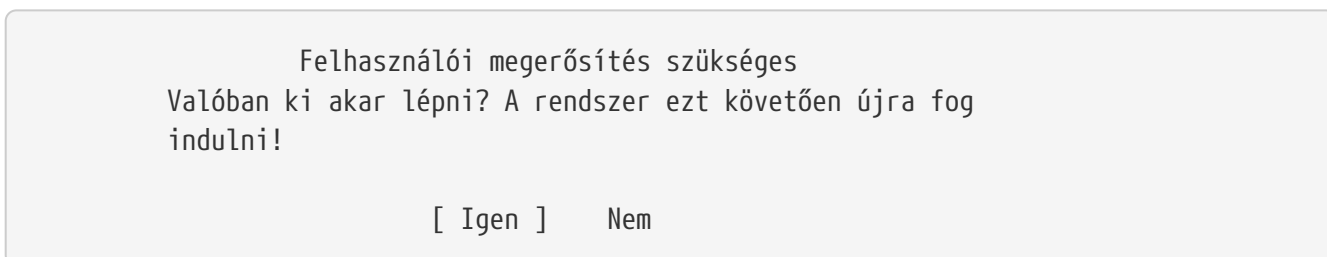 Felhasználói megerősítés szükséges
Valóban ki akar lépni? A rendszer ezt követően újra fog
indulni!
[ Igen ] Nem